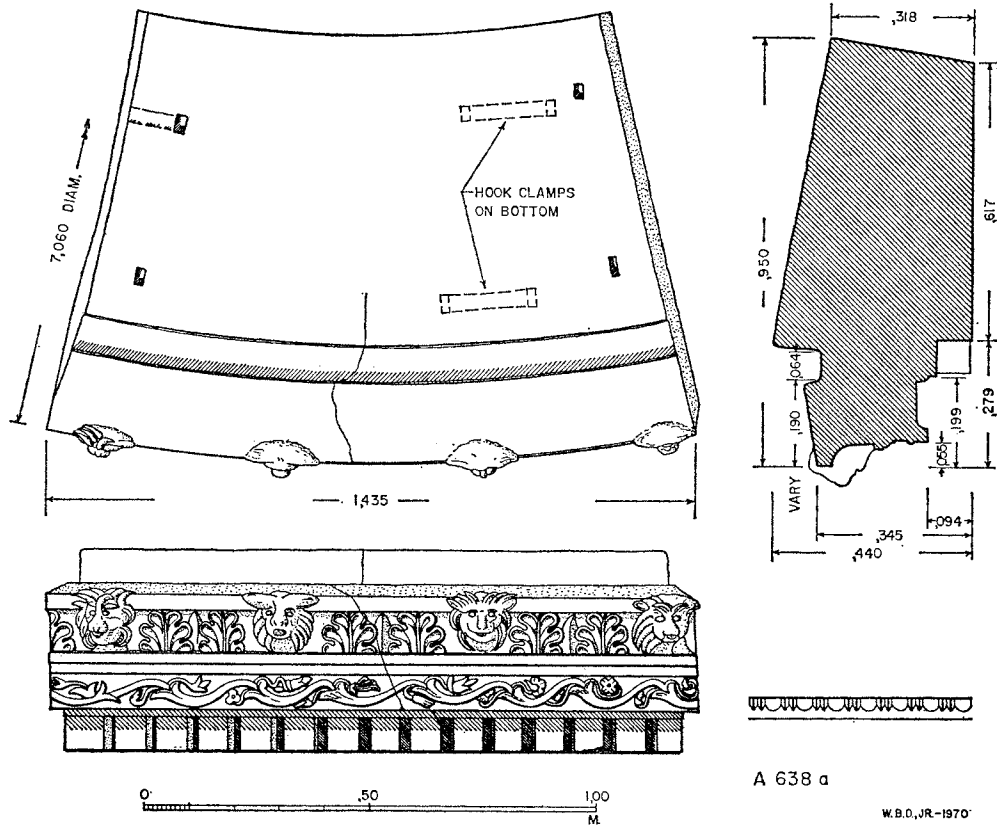 7,060 DIAM.
HOOK CLAMPS
ON BOTTOM
1,435
,318
,950
,617
,064
,190
,279
,199
,055
VARY
,094
,345
,440
0
,50
1,00
M.
A 638 a
W.B.D., JR-1970